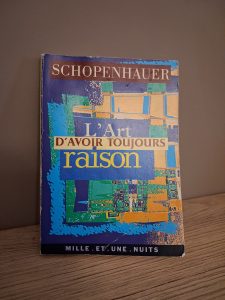 SCHOPENHAUER
L'Art
D'AVOIR TOUJOURS
raison
MILLE.ET.UNE.NUITS